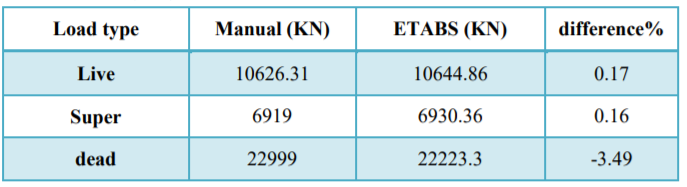 Load type Manual (KN) ETABS (KN) difference%
Live 10626.31 10644.86 0.17
Super 6919 6930.36 0.16
dead 22999 22223.3 -3.49